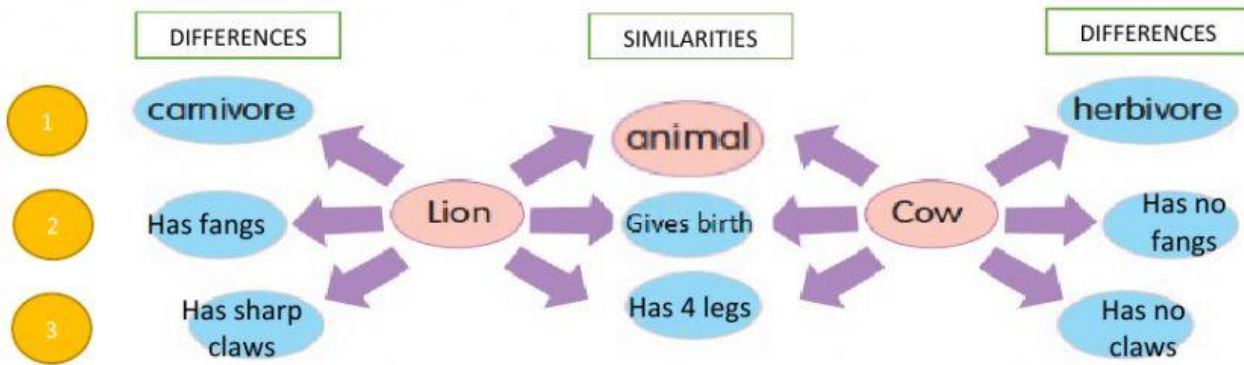 DIFFERENCES
SIMILARITIES
DIFFERENCES
1
carnivore
animal
herbivore
2
Has fangs
Lion
Gives birth
Cow
Has no
fangs
3
Has sharp
claws
Has 4 legs
Has no
claws